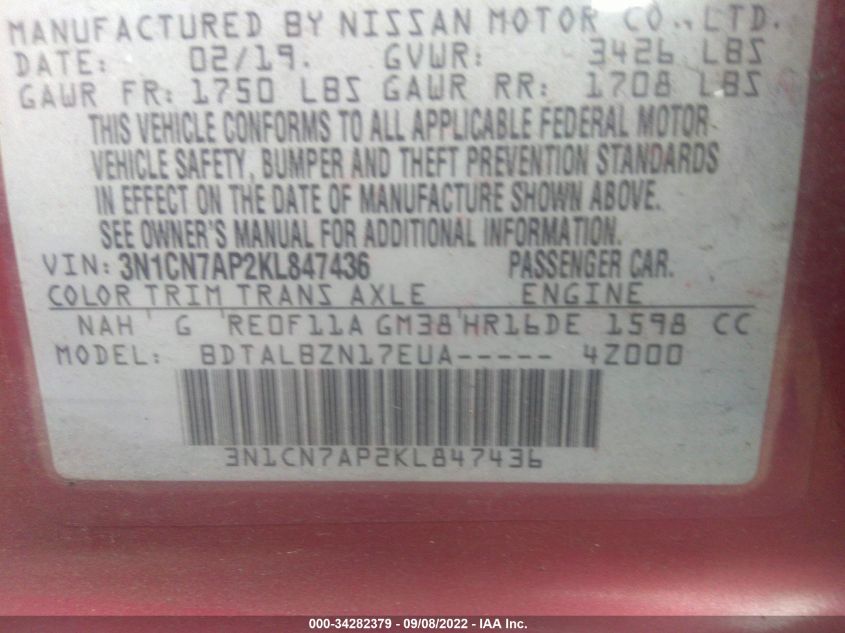 MANUFACTURED BY NISSAN MOTOR CO., LTD.
DATE: 02/19. GVWR: 3426 LBS
GAWR FR: 1750 LBS GAWR RR: 1708 LBS
THIS VEHICLE CONFORMS TO ALL APPLICABLE FEDERAL MOTOR
VEHICLE SAFETY, BUMPER AND THEFT PREVENTION STANDARDS
IN EFFECT ON THE DATE OF MANUFACTURE SHOWN ABOVE.
SEE OWNER'S MANUAL FOR ADDITIONAL INFORMATION.
VIN: 3N1CN7AP2KL847436 PASSENGER CAR.
COLOR TRIM TRANS AXLE ENGINE
NAH G RE0F11A GM38 HR16DE 1598 CC
MODEL: BDTALBZN17EUA----- 4Z000
3N1CN7AP2KL847436
000-34282379 - 09/08/2022 - IAA Inc.